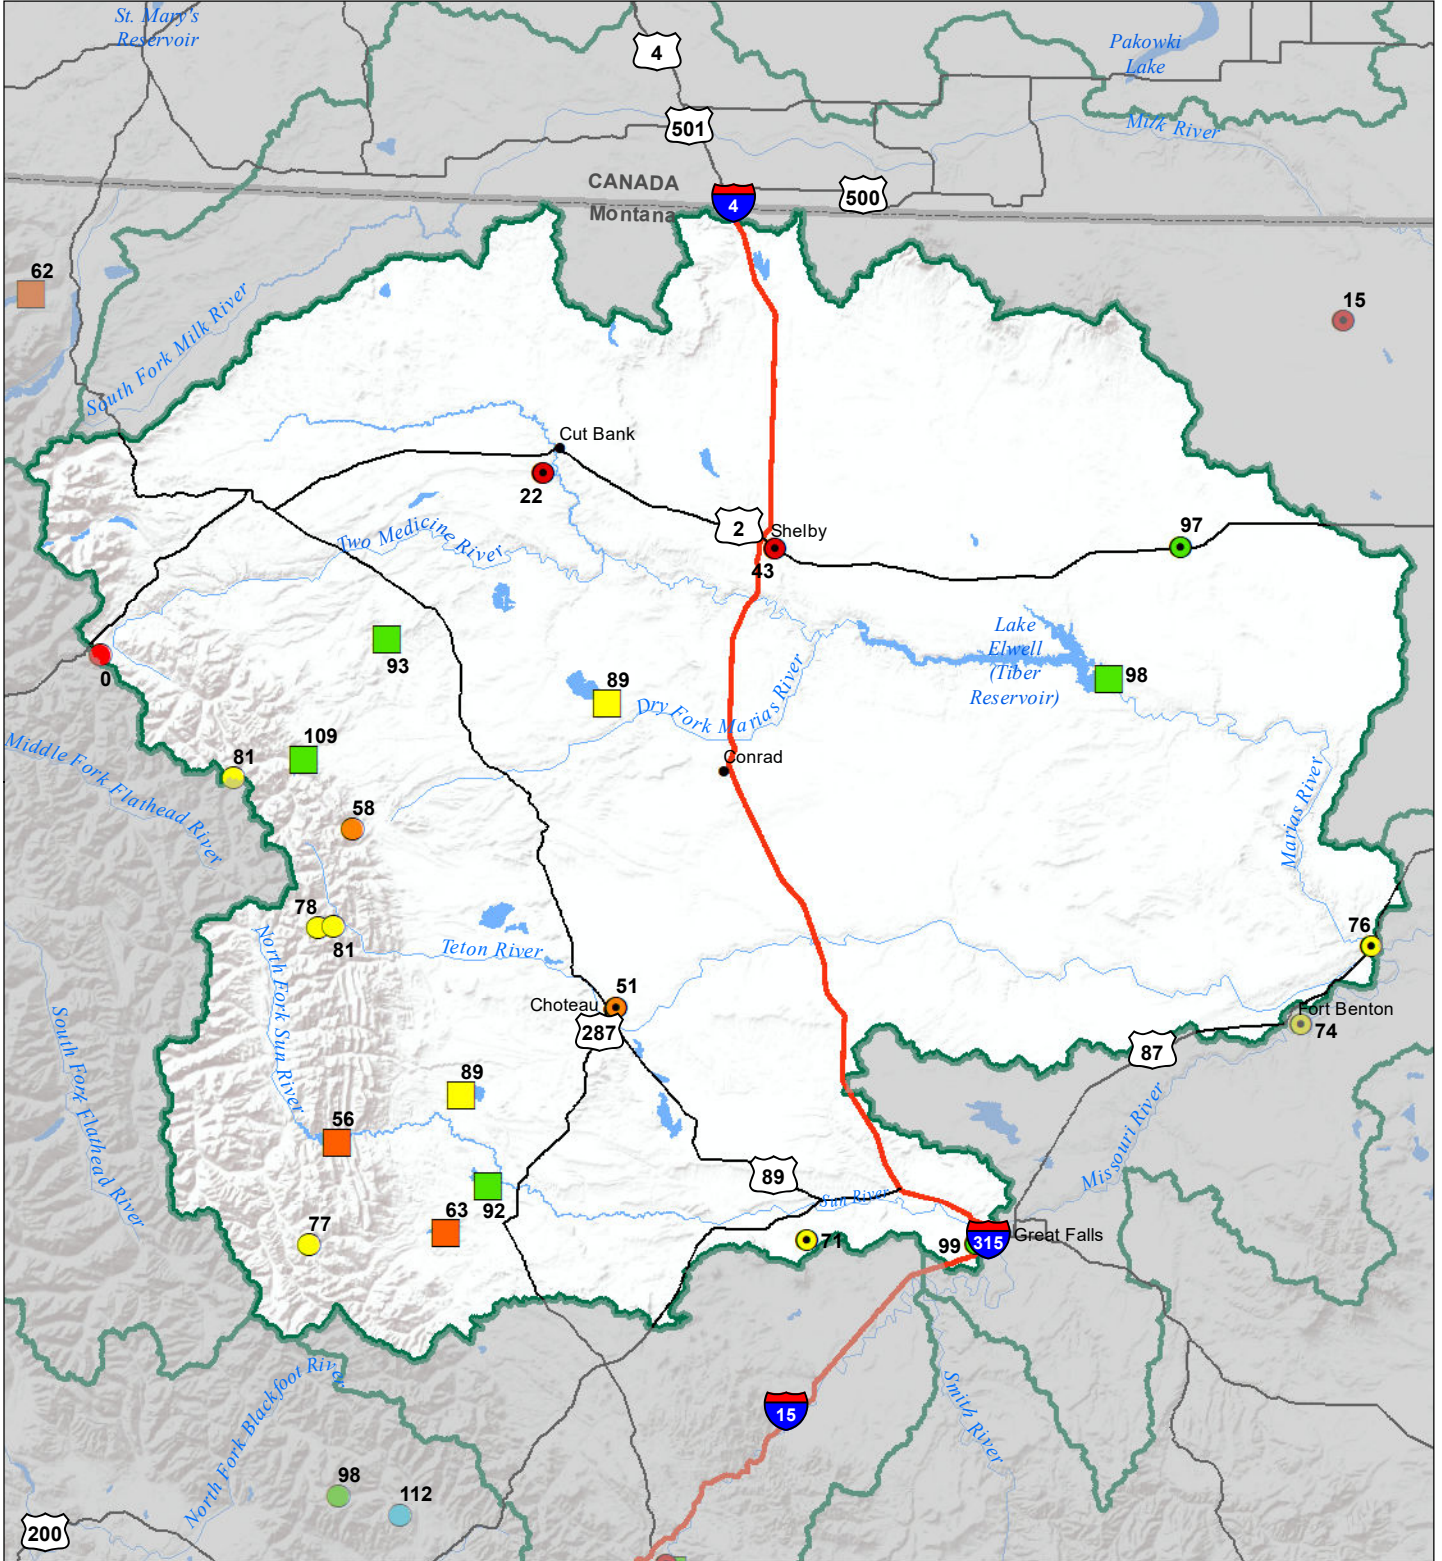 St. Mary's
Reservoir
4
Pakowki
Lake
501
Milk River
CANADA
Montana
4
500
62
15
South Fork Milk River
Cut Bank
22
2
Shelby
43
97
Two Medicine River
Lake
Elwell
(Tiber
Reservoir)
93
0
89
98
Dry Fork Marias River
109
81
Middle Fork Flathead River
Conrad
58
Marias River
78
81
North Fork Sun River
Teton River
76
51
Choteau
287
Fort Benton
74
87
South Fork Flathead River
89
56
Missouri River
89
92
Sun River
63
77
71
99
315
Great Falls
North Fork Blackfoot River
15
Smith River
98
112
200